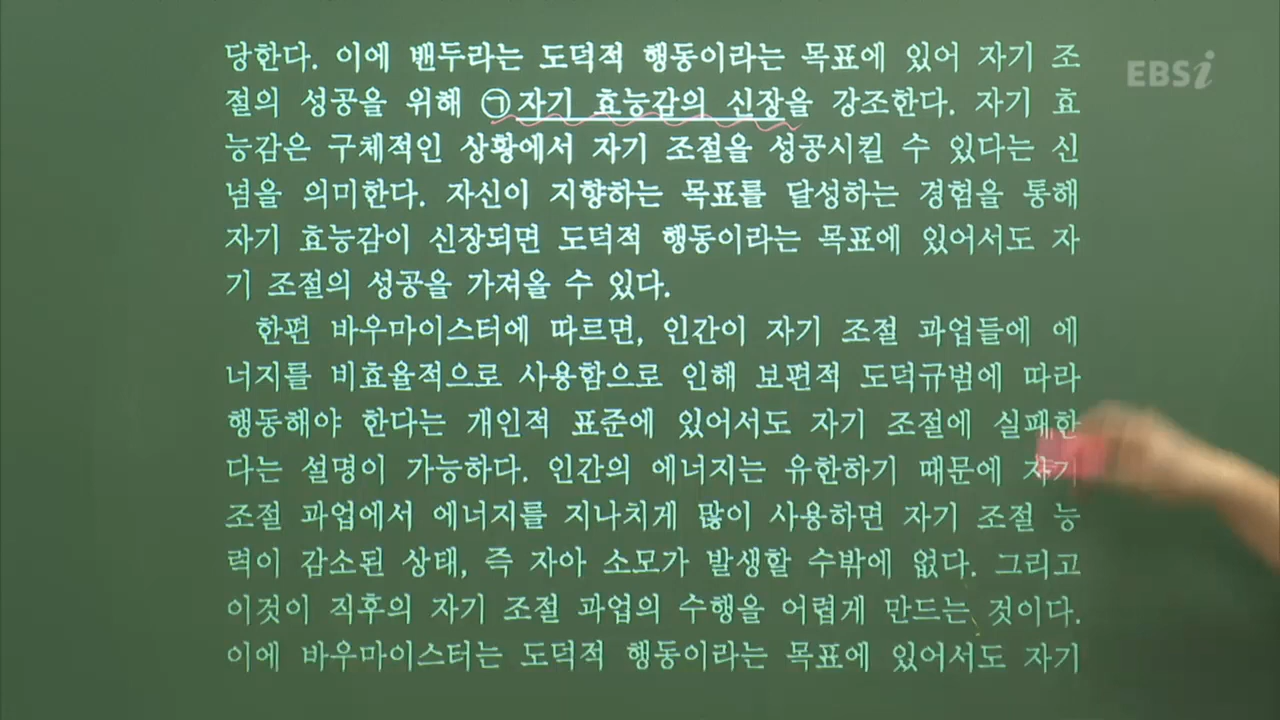 당한다. 이에 밴두라는 도덕적 행동이라는 목표에 있어 자기 조
절의 성공을 위해 ㉠자기 효능감의 신장을 강조한다. 자기 효
능감은 구체적인 상황에서 자기 조절을 성공시킬 수 있다는 신
념을 의미한다. 자신이 지향하는 목표를 달성하는 경험을 통해
자기 효능감이 신장되면 도덕적 행동이라는 목표에 있어서도 자
기 조절의 성공을 가져올 수 있다.
한편 바우마이스터에 따르면, 인간이 자기 조절 과업들에 에
너지를 비효율적으로 사용함으로 인해 보편적 도덕규범에 따라
행동해야 한다는 개인적 표준에 있어서도 자기 조절에 실패한
다는 설명이 가능하다. 인간의 에너지는 유한하기 때문에 자기
조절 과업에서 에너지를 지나치게 많이 사용하면 자기 조절 능
력이 감소된 상태, 즉 자아 소모가 발생할 수밖에 없다. 그리고
이것이 직후의 자기 조절 과업의 수행을 어렵게 만드는 것이다.
이에 바우마이스터는 도덕적 행동이라는 목표에 있어서도 자기
EBSi